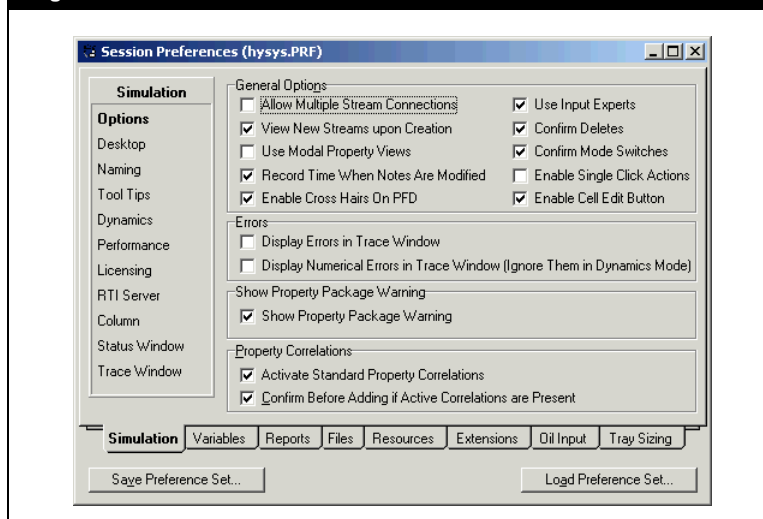 Session Preferences (hysys.PRF)
Simulation
Options
Desktop
Naming
Tool Tips
Dynamics
Performance
Licensing
RTI Server
Column
Status Window
Trace Window
General Options
Allow Multiple Stream Connections
View New Streams upon Creation
Use Modal Property Views
Record Time When Notes Are Modified
Enable Cross Hairs On PFD
Use Input Experts
Confirm Deletes
Confirm Mode Switches
Enable Single Click Actions
Enable Cell Edit Button
Errors
Display Errors in Trace Window
Display Numerical Errors in Trace Window (Ignore Them in Dynamics Mode)
Show Property Package Warning
Show Property Package Warning
Property Correlations
Activate Standard Property Correlations
Confirm Before Adding if Active Correlations are Present
Simulation Variables Reports Files Resources Extensions Oil Input Tray Sizing
Save Preference Set... Load Preference Set...